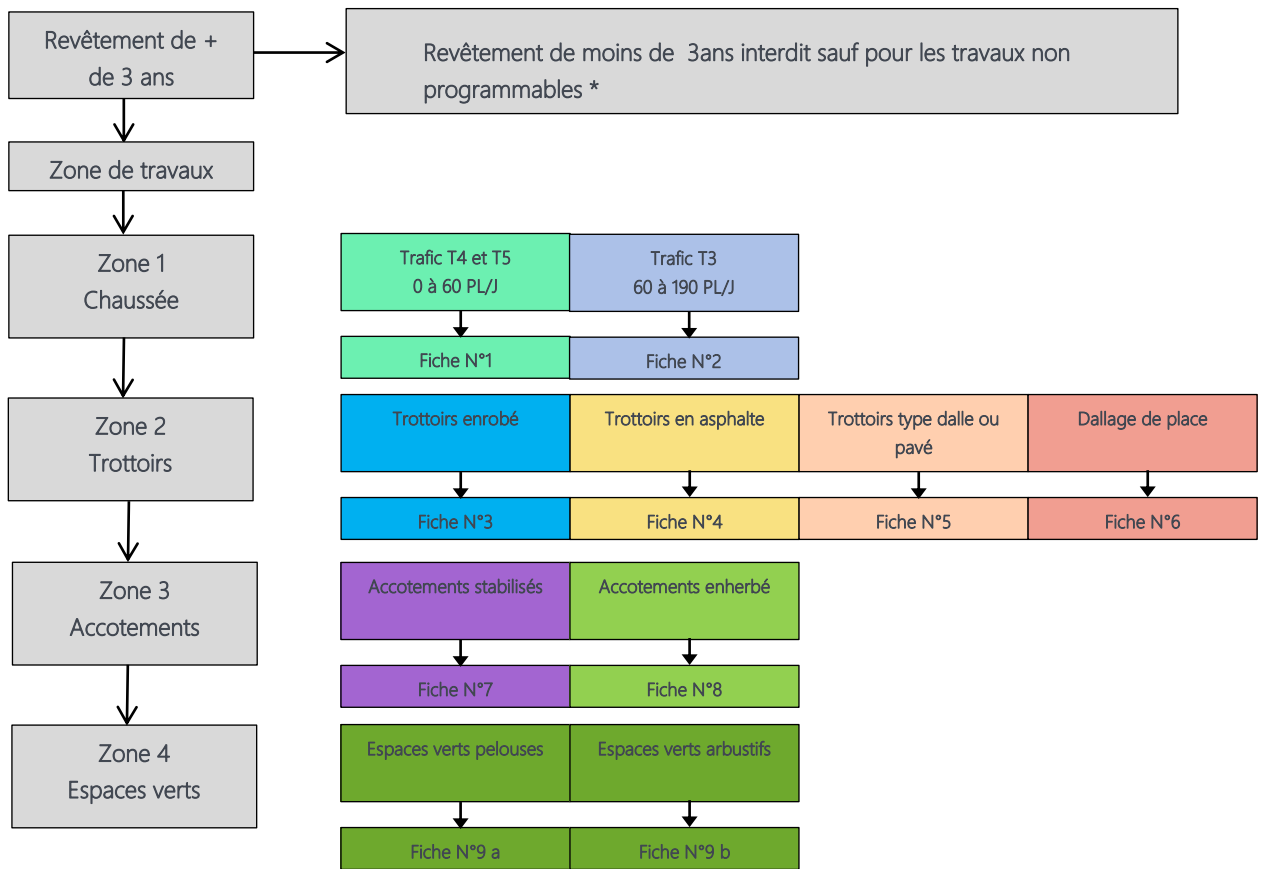 Revêtement de +
de 3 ans
Revêtement de moins de 3ans interdit sauf pour les travaux non
programmables *
Zone de travaux
Zone 1
Chaussée
Trafic T4 et T5
0 à 60 PL/J
Trafic T3
60 à 190 PL/J
Fiche N°1
Fiche N°2
Zone 2
Trottoirs
Trottoirs enrobé
Trottoirs en asphalte
Trottoirs type dalle ou
pavé
Dallage de place
Fiche N°3
Fiche N°4
Fiche N°5
Fiche N°6
Zone 3
Accotements
Accotements stabilisés
Accotements enherbé
Fiche N°7
Fiche N°8
Zone 4
Espaces verts
Espaces verts pelouses
Espaces verts arbustifs
Fiche N°9 a
Fiche N°9 b